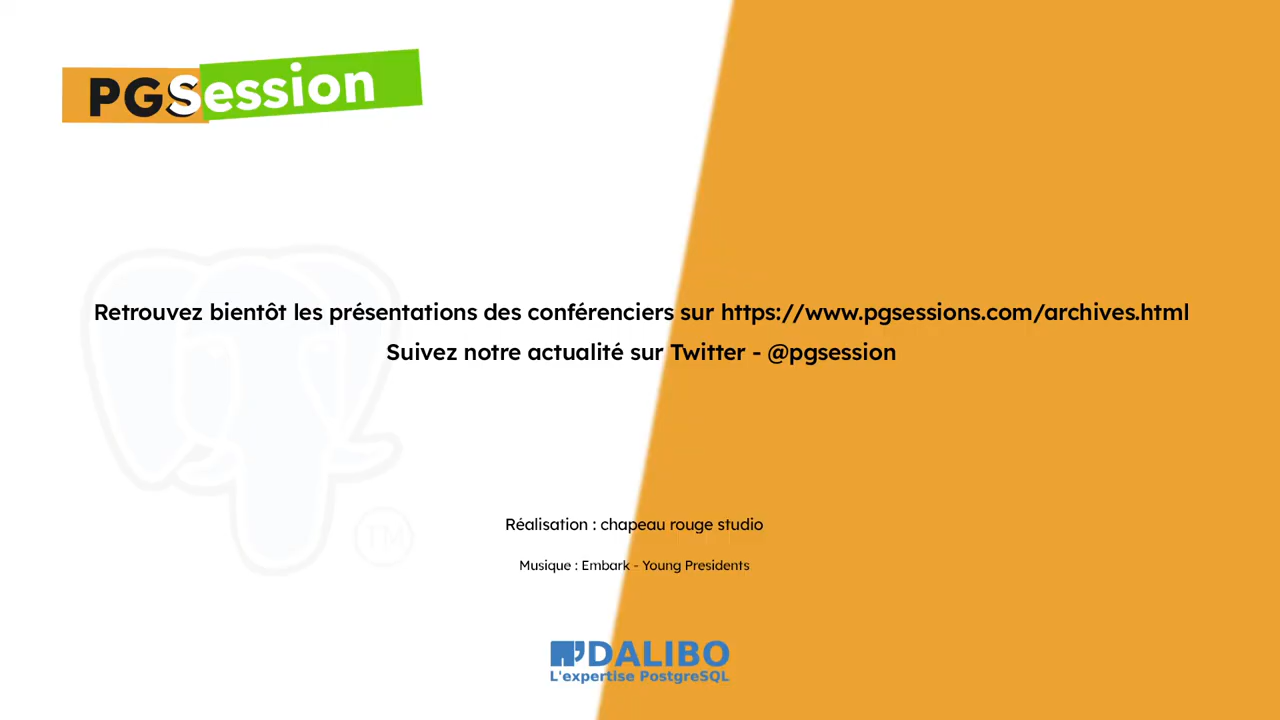 PGSession
Retrouvez bientôt les présentations des conférenciers sur https://www.pgsessions.com/archives.html
Suivez notre actualité sur Twitter - @pgsession
TM
Réalisation : chapeau rouge studio
Musique : Embark - Young Presidents
DALIBO
L'expertise PostgreSQL